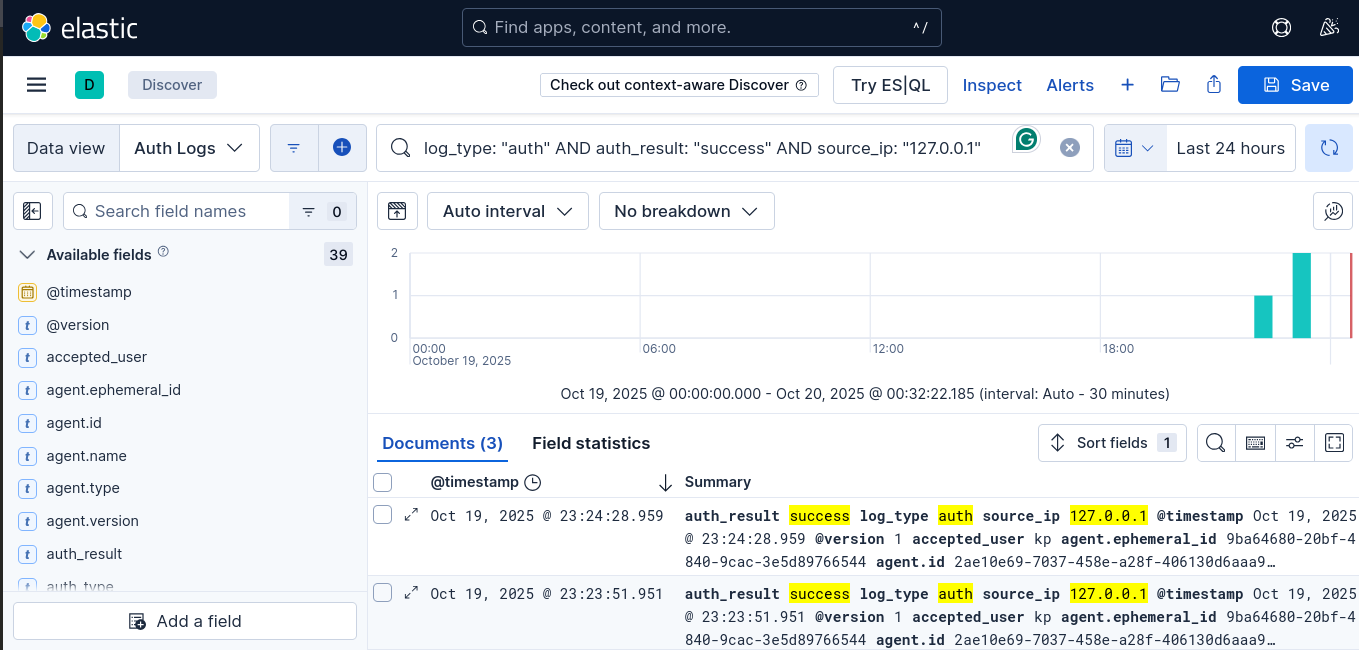 elastic
Find apps, content, and more.
^ /
D
Discover
Check out context-aware Discover
Try ES|QL
Inspect
Alerts
Save
Data view
Auth Logs
log_type: "auth" AND auth_result: "success" AND source_ip: "127.0.0.1"
Last 24 hours
Search field names
0
Auto interval
No breakdown
Available fields
39
@timestamp
t @version
t accepted_user
t agent.ephemeral_id
t agent.id
t agent.name
t agent.type
t agent.version
t auth_result
t auth_type
Add a field
2
1
0
00:00
October 19, 2025
06:00
12:00
18:00
Oct 19, 2025 @ 00:00:00.000 - Oct 20, 2025 @ 00:32:22.185 (interval: Auto - 30 minutes)
Documents (3)
Field statistics
Sort fields 1
@timestamp
Summary
Oct 19, 2025 @ 23:24:28.959
auth_result success log_type auth source_ip 127.0.0.1 @timestamp Oct 19, 2025
@ 23:24:28.959 @version 1 accepted_user kp agent.ephemeral_id 9ba64680-20bf-4
840-9cac-3e5d89766544 agent.id 2ae10e69-7037-458e-a28f-406130d6aaa9…
Oct 19, 2025 @ 23:23:51.951
auth_result success log_type auth source_ip 127.0.0.1 @timestamp Oct 19, 2025
@ 23:23:51.951 @version 1 accepted_user kp agent.ephemeral_id 9ba64680-20bf-4
840-9cac-3e5d89766544 agent.id 2ae10e69-7037-458e-a28f-406130d6aaa9…